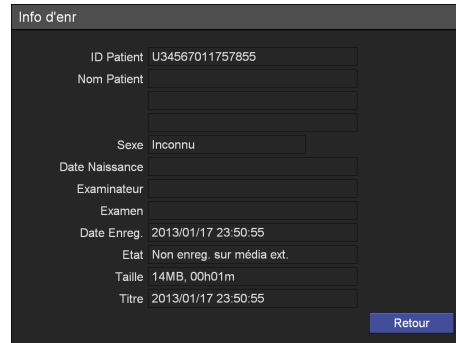 Info d'enr
ID Patient U34567011757855
Nom Patient
Sexe Inconnu
Date Naissance
Examinateur
Examen
Date Enreg. 2013/01/17 23:50:55
Etat Non enreg. sur média ext.
Taille 14MB, 00h01m
Titre 2013/01/17 23:50:55
Retour